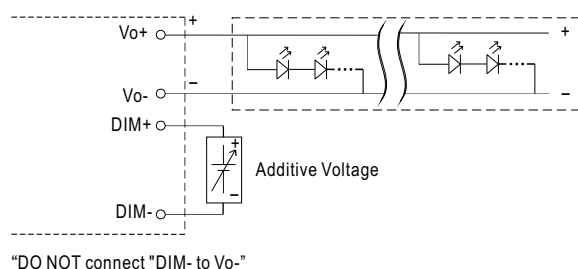 Vo+
+
+
Vo-
−
−
DIM+
+
Additive Voltage
−
DIM-
“DO NOT connect "DIM- to Vo-”